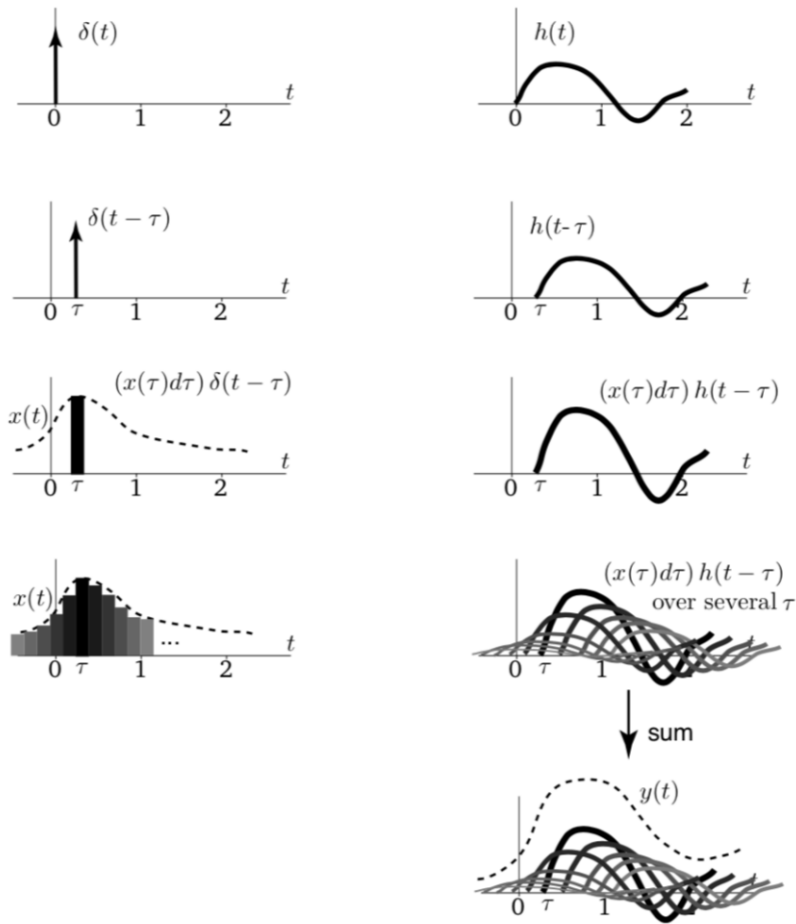 δ(t)
t
0 1 2
h(t)
t
0 1 2
δ(t − τ)
t
0 τ 1 2
h(t-τ)
t
0 τ 1 2
(x(τ)dτ) δ(t − τ)
x(t)
t
0 τ 1 2
(x(τ)dτ) h(t − τ)
t
0 τ 1 2
x(t)
...
t
0 τ 1 2
(x(τ)dτ) h(t − τ)
over several τ
t
0 τ 1
sum
y(t)
t
0 τ 1